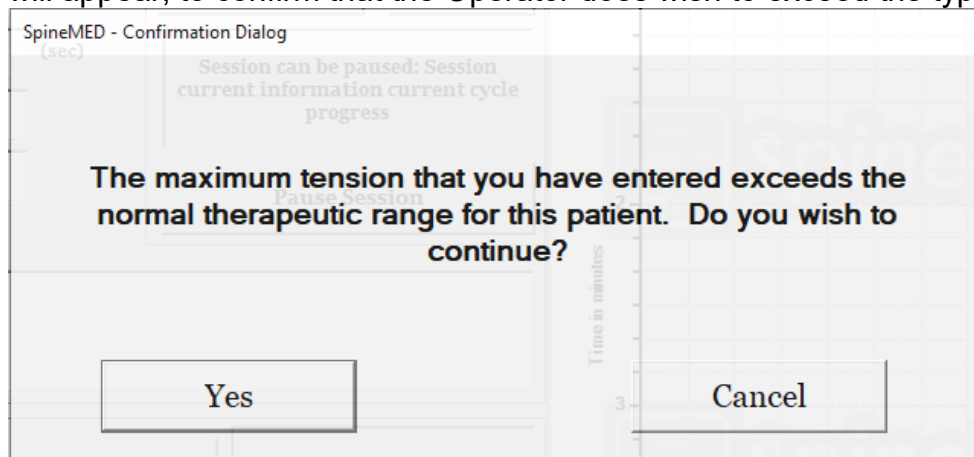 will appear, to confirm that the Operator does wish to exceed the typ
SpineMED - Confirmation Dialog
(sec)
Session can be paused: Session
current information current cycle
progress
The maximum tension that you have entered exceeds the
Pause Session
normal therapeutic range for this patient.  Do you wish to
continue?
2
Time in minutes
Yes
Cancel
3
Spine